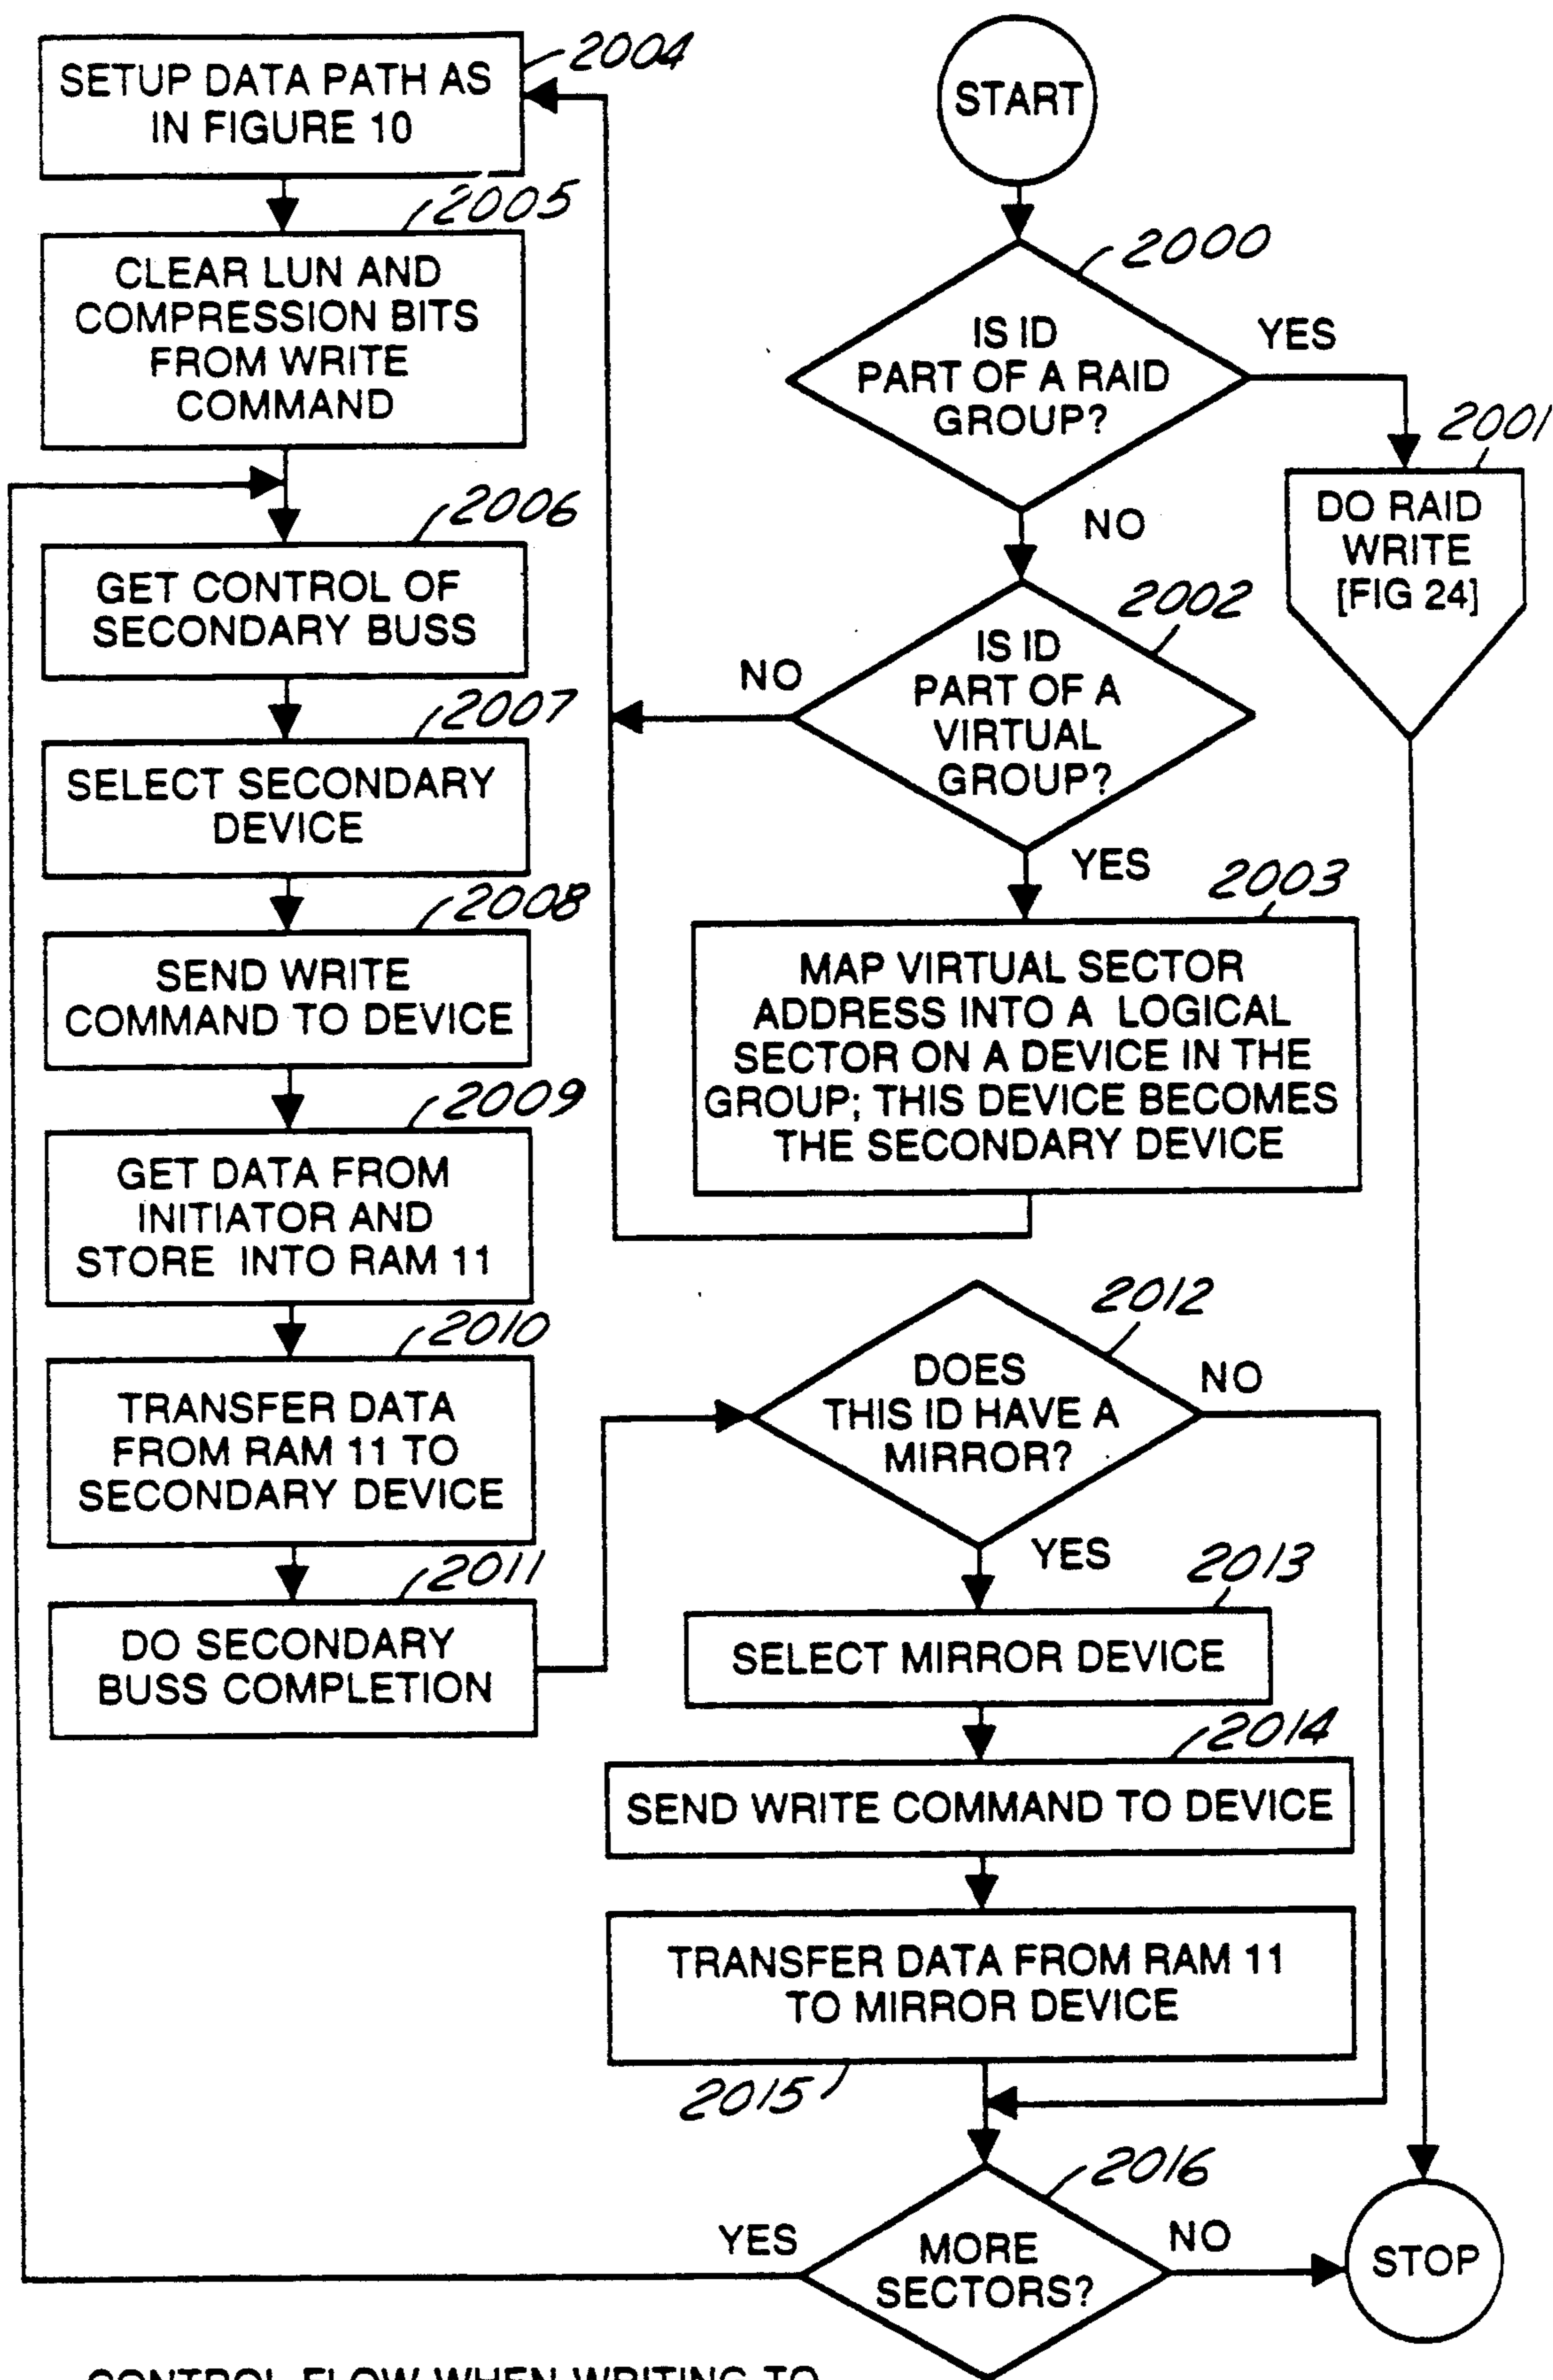 START
2000
IS ID
PART OF A RAID
GROUP?
YES
NO
2001
DO RAID
WRITE
[FIG 24]
2002
IS ID
PART OF A
VIRTUAL
GROUP?
NO
YES
2003
MAP VIRTUAL SECTOR
ADDRESS INTO A LOGICAL
SECTOR ON A DEVICE IN THE
GROUP; THIS DEVICE BECOMES
THE SECONDARY DEVICE
2004
SETUP DATA PATH AS
IN FIGURE 10
2005
CLEAR LUN AND
COMPRESSION BITS
FROM WRITE
COMMAND
2006
GET CONTROL OF
SECONDARY BUSS
2007
SELECT SECONDARY
DEVICE
2008
SEND WRITE
COMMAND TO DEVICE
2009
GET DATA FROM
INITIATOR AND
STORE INTO RAM 11
2010
TRANSFER DATA
FROM RAM 11 TO
SECONDARY DEVICE
2011
DO SECONDARY
BUSS COMPLETION
2012
DOES
THIS ID HAVE A
MIRROR?
NO
YES
2013
SELECT MIRROR DEVICE
2014
SEND WRITE COMMAND TO DEVICE
TRANSFER DATA FROM RAM 11
TO MIRROR DEVICE
2015
2016
MORE
SECTORS?
YES
NO
STOP
CONTROL FLOW WHEN WRITING TO